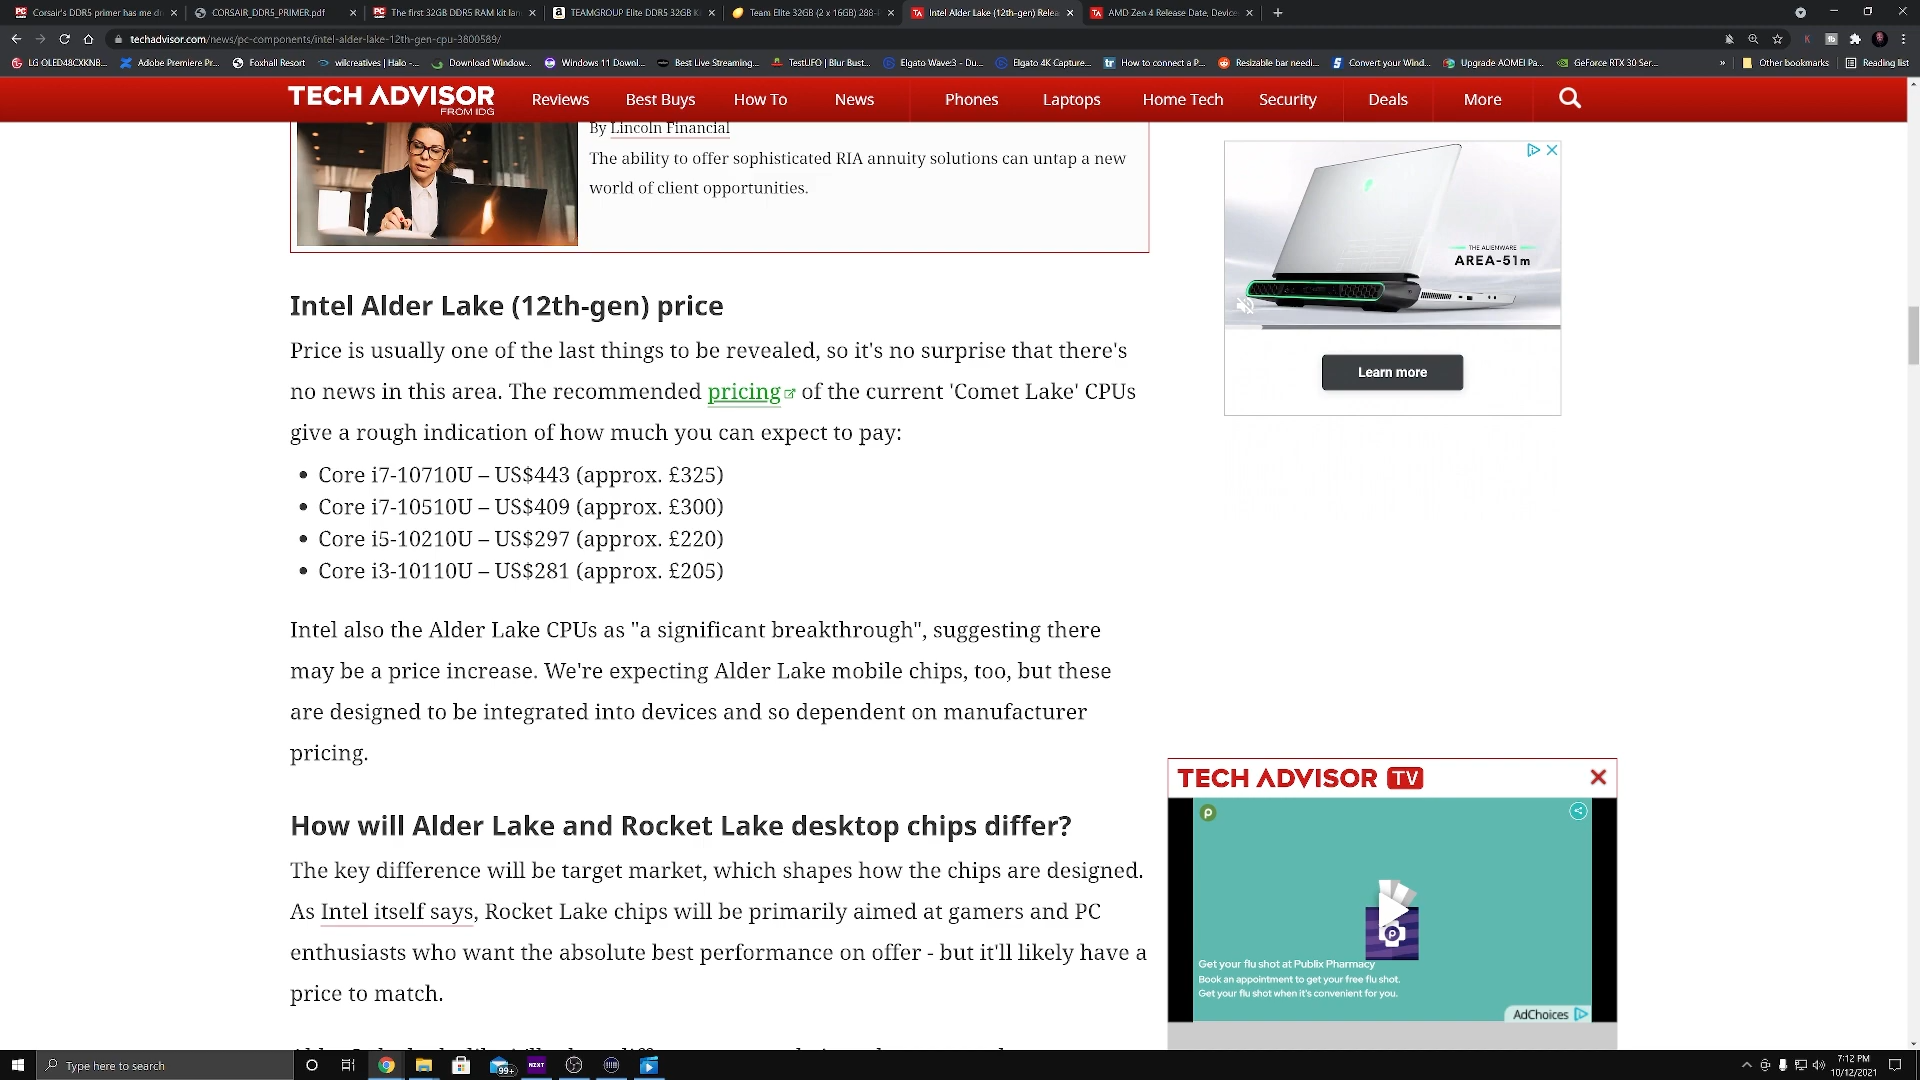 Corsair's DDR5 primer has me dr
CORSAIR_DDR5_PRIMER.pdf
The first 32GB DDR5 RAM kit lan
TEAMGROUP Elite DDR5 32GB K
Team Elite 32GB (2 x 16GB) 288-
Intel Alder Lake (12th-gen) Relea
AMD Zen 4 Release Date, Device
techadvisor.com/news/pc-components/intel-alder-lake-12th-gen-cpu-3800589/
LG OLED48CXKNB...
Adobe Premiere Pr...
Foxhall Resort
wilcreatives | Halo -...
Download Window...
Windows 11 Downl...
Best Live Streaming...
TestUFO | Blur Bust...
Elgato Wave3 - Du...
Elgato 4K Capture...
How to connect a P...
Resizable bar needi...
Convert your Wind...
Upgrade AOMEI Pa...
GeForce RTX 30 Ser...
»
Other bookmarks
Reading list
TECH ADVISOR
FROM IDG
Reviews
Best Buys
How To
News
Phones
Laptops
Home Tech
Security
Deals
More
By Lincoln Financial
The ability to offer sophisticated RIA annuity solutions can untap a new
world of client opportunities.
THE ALIENWARE
AREA-51m
Learn more
Intel Alder Lake (12th-gen) price
Price is usually one of the last things to be revealed, so it's no surprise that there's
no news in this area. The recommended pricing of the current 'Comet Lake' CPUs
give a rough indication of how much you can expect to pay:
• Core i7-10710U – US$443 (approx. £325)
• Core i7-10510U – US$409 (approx. £300)
• Core i5-10210U – US$297 (approx. £220)
• Core i3-10110U – US$281 (approx. £205)
Intel also the Alder Lake CPUs as "a significant breakthrough", suggesting there
may be a price increase. We're expecting Alder Lake mobile chips, too, but these
are designed to be integrated into devices and so dependent on manufacturer
pricing.
How will Alder Lake and Rocket Lake desktop chips differ?
The key difference will be target market, which shapes how the chips are designed.
As Intel itself says, Rocket Lake chips will be primarily aimed at gamers and PC
enthusiasts who want the absolute best performance on offer - but it'll likely have a
price to match.
TECH ADVISOR TV
Get your flu shot at Publix Pharmacy
Book an appointment to get your free flu shot.
Get your flu shot when it's convenient for you.
AdChoices
Type here to search
99+
NZXT
7:12 PM
10/12/2021